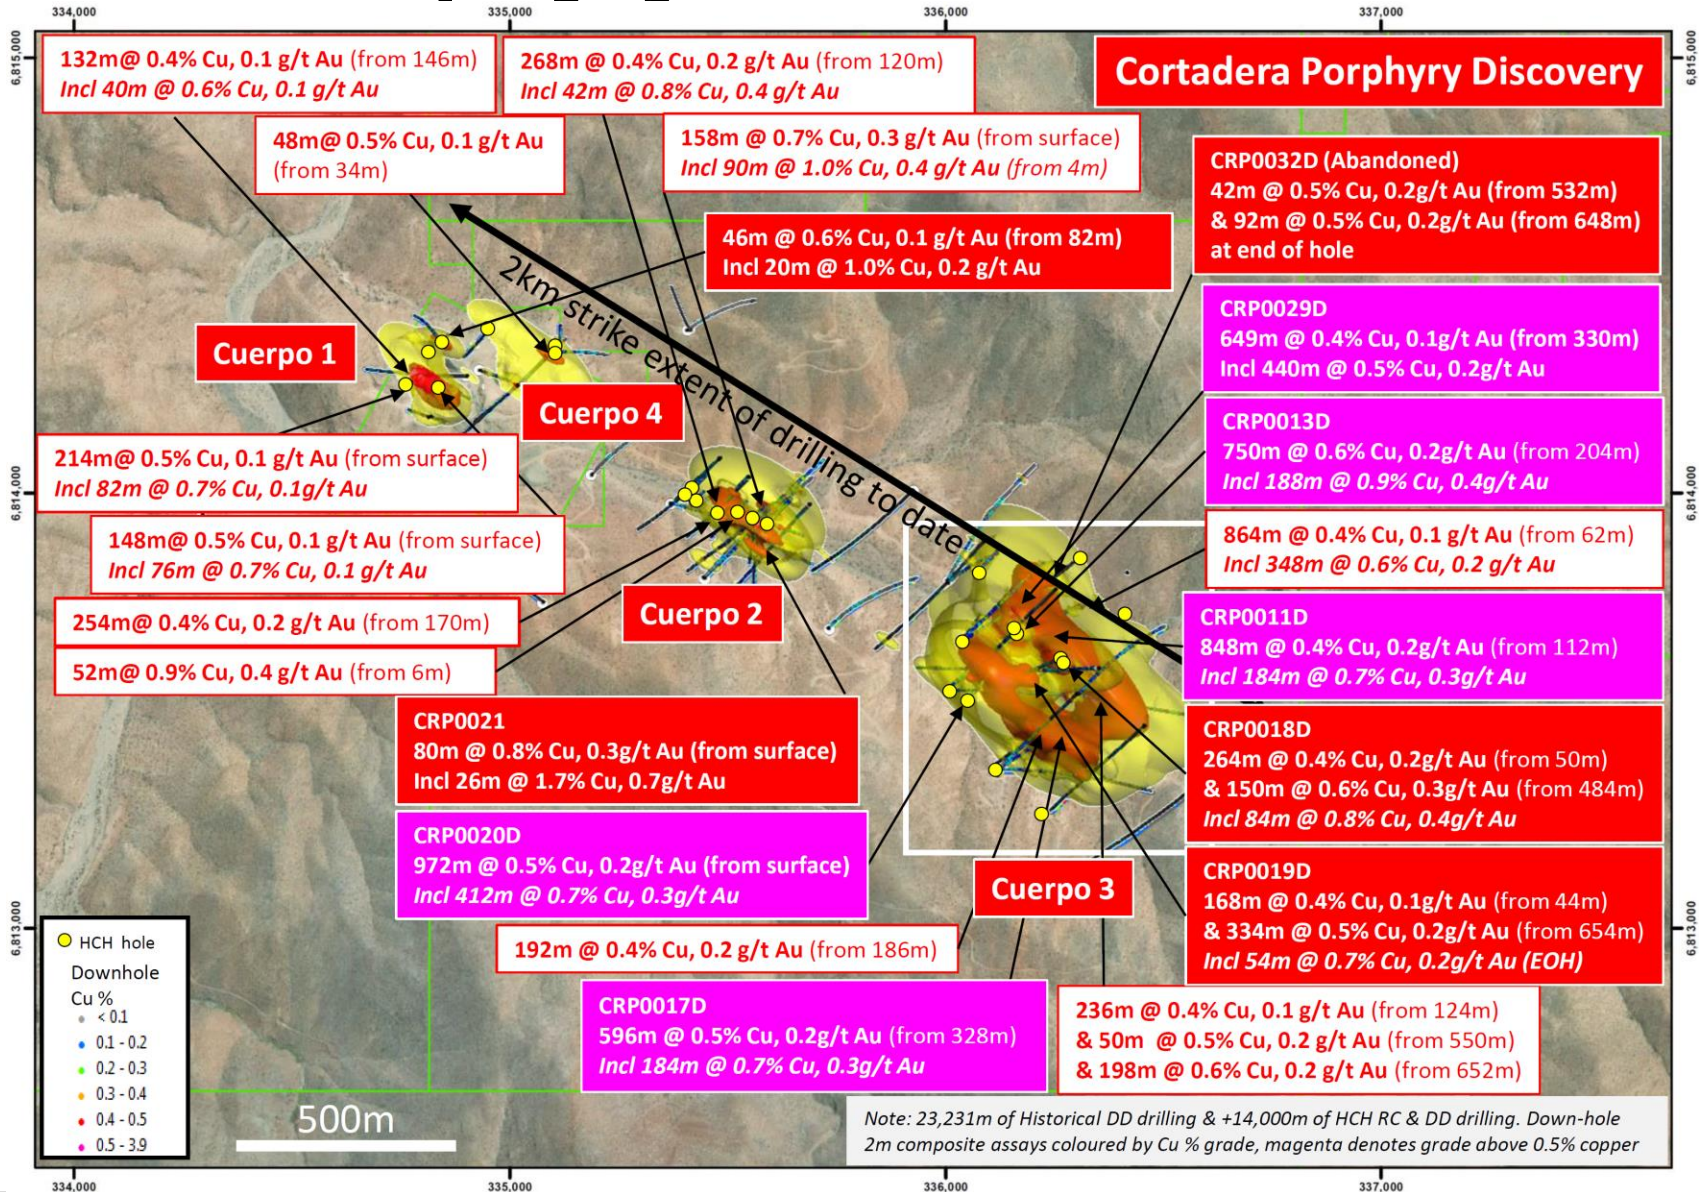 334,000
335,000
336,000
337,000
6,815,000
6,815,000
132m@ 0.4% Cu, 0.1 g/t Au (from 146m)
Incl 40m @ 0.6% Cu, 0.1 g/t Au
268m @ 0.4% Cu, 0.2 g/t Au (from 120m)
Incl 42m @ 0.8% Cu, 0.4 g/t Au
Cortadera Porphyry Discovery
48m@ 0.5% Cu, 0.1 g/t Au
(from 34m)
158m @ 0.7% Cu, 0.3 g/t Au (from surface)
Incl 90m @ 1.0% Cu, 0.4 g/t Au (from 4m)
CRP0032D (Abandoned)
42m @ 0.5% Cu, 0.2g/t Au (from 532m)
& 92m @ 0.5% Cu, 0.2g/t Au (from 648m)
at end of hole
46m @ 0.6% Cu, 0.1 g/t Au (from 82m)
Incl 20m @ 1.0% Cu, 0.2 g/t Au
2km strike extent of drilling to date
CRP0029D
649m @ 0.4% Cu, 0.1g/t Au (from 330m)
Incl 440m @ 0.5% Cu, 0.2g/t Au
Cuerpo 1
Cuerpo 4
CRP0013D
750m @ 0.6% Cu, 0.2g/t Au (from 204m)
Incl 188m @ 0.9% Cu, 0.4g/t Au
214m@ 0.5% Cu, 0.1 g/t Au (from surface)
Incl 82m @ 0.7% Cu, 0.1g/t Au
6,814,000
6,814,000
148m@ 0.5% Cu, 0.1 g/t Au (from surface)
Incl 76m @ 0.7% Cu, 0.1 g/t Au
864m @ 0.4% Cu, 0.1 g/t Au (from 62m)
Incl 348m @ 0.6% Cu, 0.2 g/t Au
Cuerpo 2
254m@ 0.4% Cu, 0.2 g/t Au (from 170m)
52m@ 0.9% Cu, 0.4 g/t Au (from 6m)
CRP0011D
848m @ 0.4% Cu, 0.2g/t Au (from 112m)
Incl 184m @ 0.7% Cu, 0.3g/t Au
CRP0021
80m @ 0.8% Cu, 0.3g/t Au (from surface)
Incl 26m @ 1.7% Cu, 0.7g/t Au
CRP0018D
264m @ 0.4% Cu, 0.2g/t Au (from 50m)
& 150m @ 0.6% Cu, 0.3g/t Au (from 484m)
Incl 84m @ 0.8% Cu, 0.4g/t Au
CRP0020D
972m @ 0.5% Cu, 0.2g/t Au (from surface)
Incl 412m @ 0.7% Cu, 0.3g/t Au
Cuerpo 3
CRP0019D
168m @ 0.4% Cu, 0.1g/t Au (from 44m)
& 334m @ 0.5% Cu, 0.2g/t Au (from 654m)
Incl 54m @ 0.7% Cu, 0.2g/t Au (EOH)
6,813,000
6,813,000
192m @ 0.4% Cu, 0.2 g/t Au (from 186m)
CRP0017D
596m @ 0.5% Cu, 0.2g/t Au (from 328m)
Incl 184m @ 0.7% Cu, 0.3g/t Au
236m @ 0.4% Cu, 0.1 g/t Au (from 124m)
& 50m @ 0.5% Cu, 0.2 g/t Au (from 550m)
& 198m @ 0.6% Cu, 0.2 g/t Au (from 652m)
HCH hole
Downhole
Cu %
< 0.1
0.1 - 0.2
0.2 - 0.3
0.3 - 0.4
0.4 - 0.5
0.5 - 3.9
500m
Note: 23,231m of Historical DD drilling & +14,000m of HCH RC & DD drilling. Down-hole
2m composite assays coloured by Cu % grade, magenta denotes grade above 0.5% copper
334,000
335,000
336,000
337,000